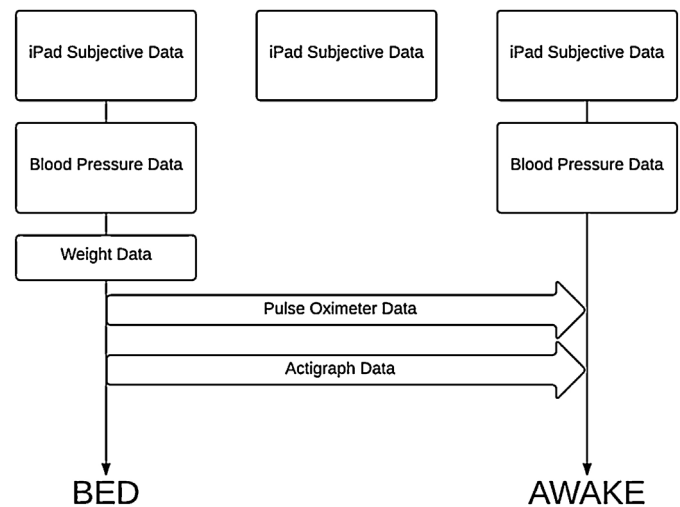 iPad Subjective Data
iPad Subjective Data
iPad Subjective Data
Blood Pressure Data
Blood Pressure Data
Weight Data
Pulse Oximeter Data
Actigraph Data
BED
AWAKE